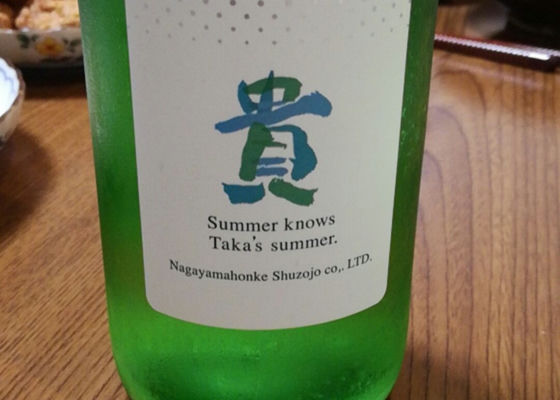 貴
Summer knows
Taka's summer.
Nagayamahonke Shuzojo co,. LTD.